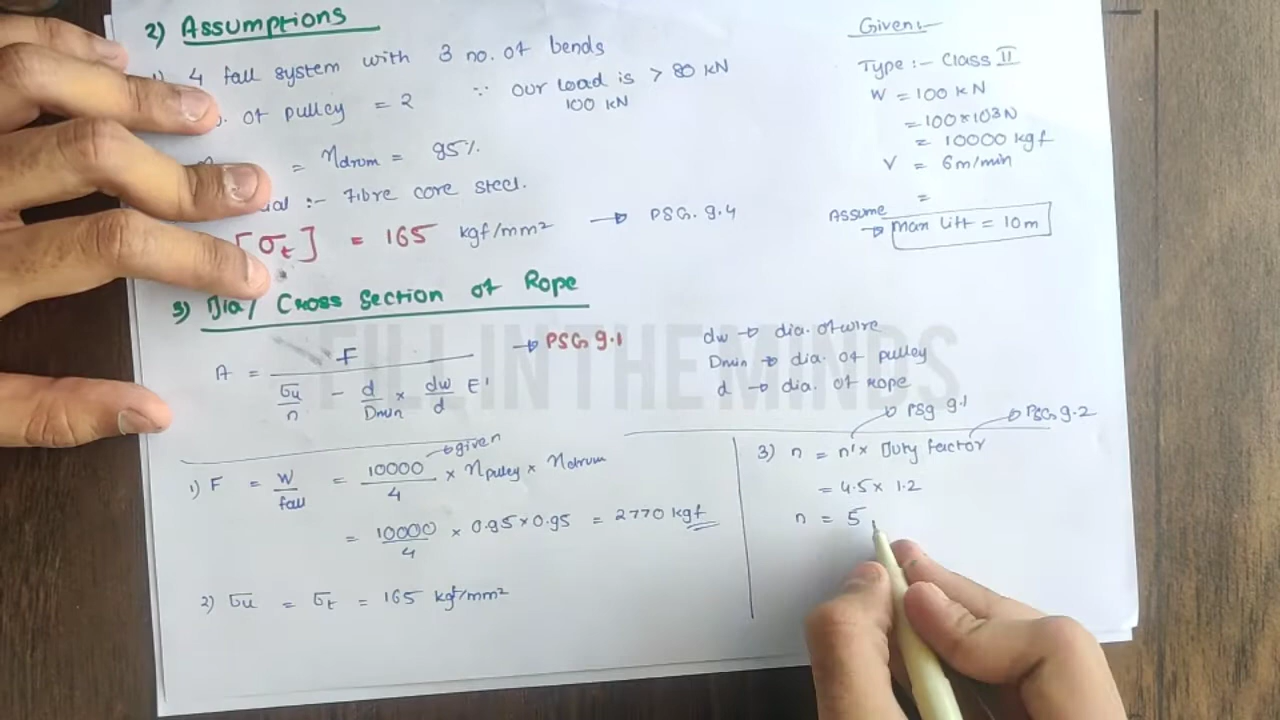 2) Assumptions
4 fall system with 3 no. of bends
of pulley = 2 ∵ our load is > 80 kN
100 kN
= ηdrum = 95%.
:- Fibre core steel.
[σt] = 165 kgf/mm² → PSG. 9.4
Given:-
Type:- Class II
W = 100 kN
= 100×10³N
= 10000 kgf
V = 6m/min
=
Assume
→ max lift = 10m
3) Dia/ Cross Section of Rope
A = F / (σu/n - d/Dmin × dw/d E') → PSG 9.1
dw → dia. of wire
Dmin → dia. of pulley
d → dia. of rope
FILLINTHEMINDS
1) F = W/fall = 10000/4 → given × ηpulley × ηdrum
= 10000/4 × 0.95×0.95 = 2770 kgf
2) σu = σt = 165 kgf/mm²
→ PSG 9.1 → PSG 9.2
3) n = n' × Duty factor
= 4.5 × 1.2
n = 5